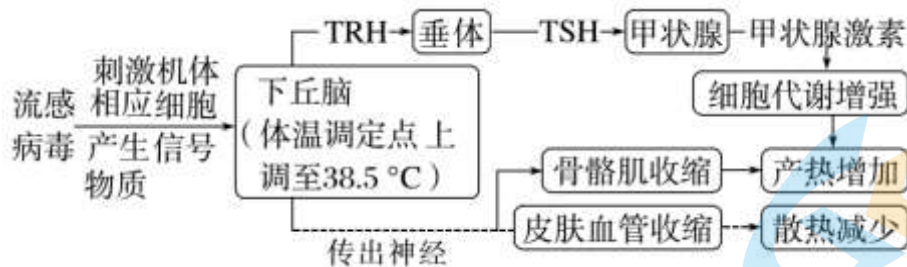 TRH 垂体 TSH 甲状腺 甲状腺激素
刺激机体
流感 相应细胞 下丘脑 细胞代谢增强
病毒 产生信号 (体温调定点 上
物质 调至38.5 °C) 骨骼肌收缩 产热增加
皮肤血管收缩 散热减少
传出神经